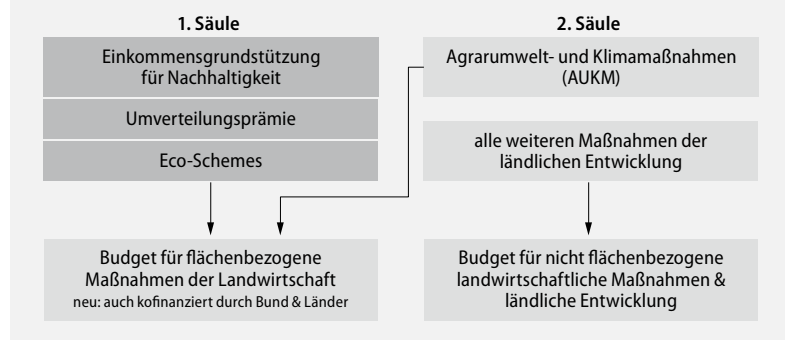 1. Säule
Einkommensgrundstützung
für Nachhaltigkeit
Umverteilungsprämie
Eco-Schemes
Budget für flächenbezogene
Maßnahmen der Landwirtschaft
neu: auch kofinanziert durch Bund & Länder
2. Säule
Agrarumwelt- und Klimamaßnahmen
(AUKM)
alle weiteren Maßnahmen der
ländlichen Entwicklung
Budget für nicht flächenbezogene
landwirtschaftliche Maßnahmen &
ländliche Entwicklung